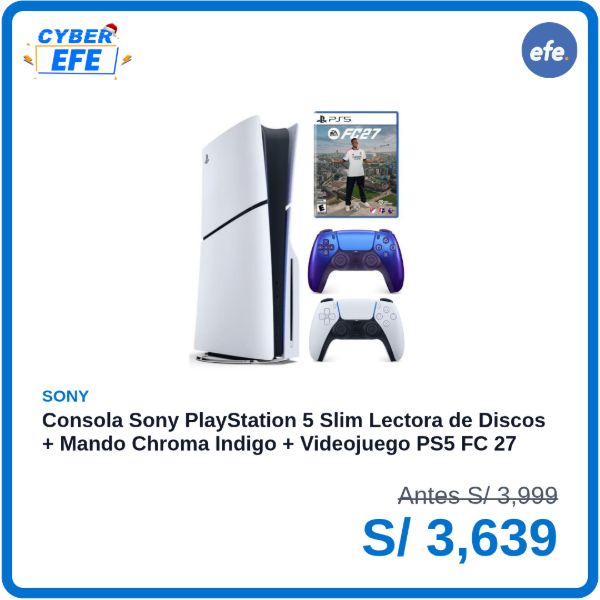 CYBER
EFE
efe.
PS5
EA FC27
E
SONY
Consola Sony PlayStation 5 Slim Lectora de Discos
+ Mando Chroma Indigo + Videojuego PS5 FC 27
Antes S/ 3,999
S/ 3,639